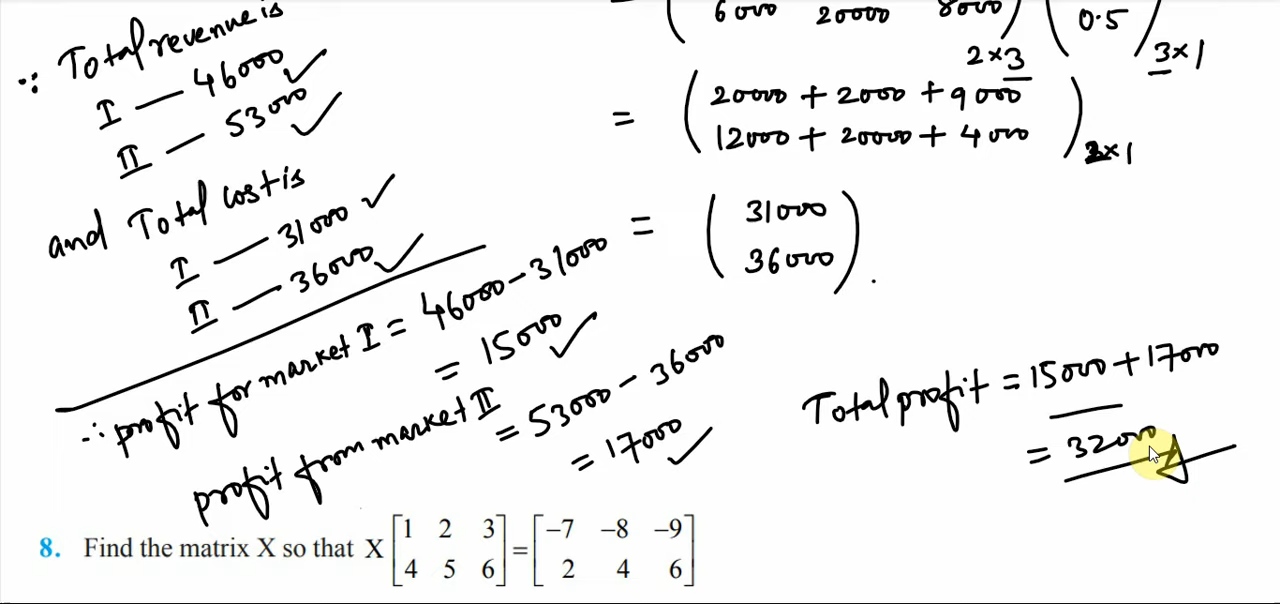 ∵ Total revenue is
I — 46000 ✓
II — 53000 ✓
and Total cost is
I — 31000 ✓
II — 36000 ✓
∴ profit for market I = 46000 - 31000
= 15000 ✓
profit from market II
= 53000 - 36000
= 17000 ✓
= ( 6000 20000 8000 ) 2×3 ( 0.5 ) 3×1
= ( 20000 + 2000 + 9000
12000 + 20000 + 4000 ) 2×1
= ( 31000
36000 ) .
Total profit = 15000 + 17000
= 32000
8. Find the matrix X so that X [1 2 3] = [−7 −8 −9]
[4 5 6] [2 4 6]